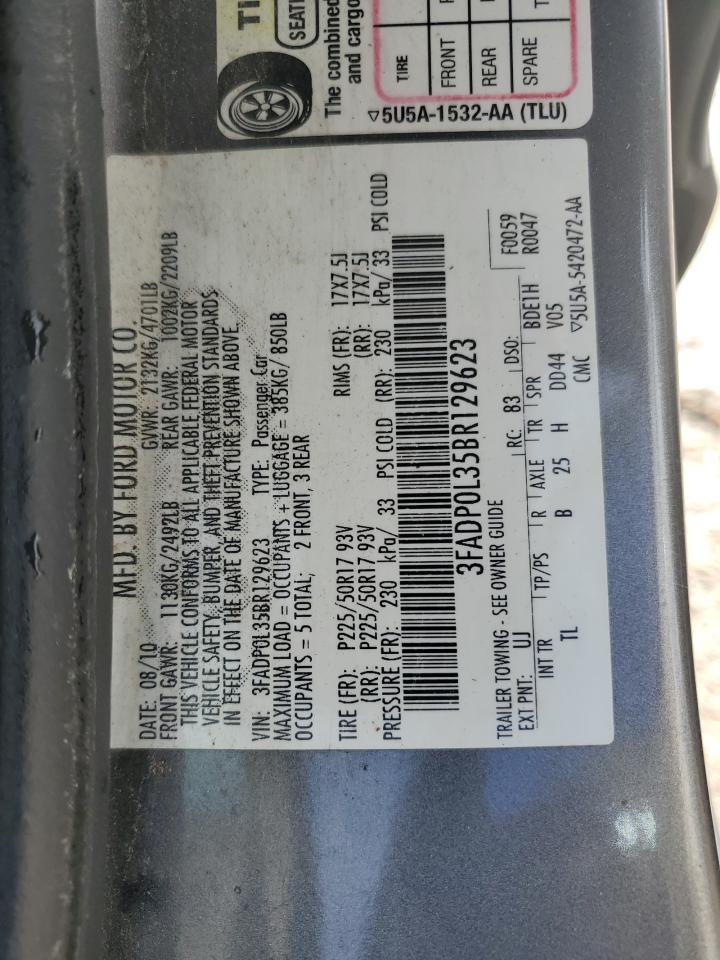 TI
SEATI
The combined
and cargo
TIRE
FRONT
REAR
SPARE
▽5U5A-1532-AA (TLU)
MFD. BY FORD MOTOR CO.
DATE: 08/10 GVWR: 2132KG/4701LB
FRONT GAWR: 1130KG/2492LB REAR GAWR: 1002KG/2209LB
THIS VEHICLE CONFORMS TO ALL APPLICABLE FEDERAL MOTOR
VEHICLE SAFETY, BUMPER, AND THEFT PREVENTION STANDARDS
IN EFFECT ON THE DATE OF MANUFACTURE SHOWN ABOVE.
VIN: 3FADP0L35BR129623 TYPE: Passenger Car
MAXIMUM LOAD = OCCUPANTS + LUGGAGE = 385KG/ 850LB
OCCUPANTS = 5 TOTAL; 2 FRONT, 3 REAR
TIRE (FR): P225/50R17 93V RIMS (FR): 17X7.5J
(RR): P225/50R17 93V (RR): 17X7.5J
PRESSURE (FR): 230 kPa/ 33 PSI COLD (RR): 230 kPa/ 33 PSI COLD
3FADP0L35BR129623
TRAILER TOWING - SEE OWNER GUIDE
EXT PNT: UJ RC: 83 DSO: F0059
BDE1H R0047
INT TR TP/PS R AXLE TR SPR V05
TL B 25 H DD44
CMC ▽5U5A-5420472-AA